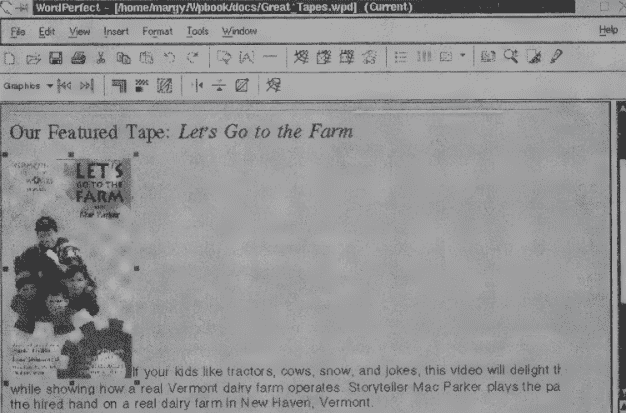 WordPerfect - [/home/margy/Wpbook/docs/Great_Tapes.wpd] (Current)
File Edit View Insert Format Tools Window Help
Graphics
Our Featured Tape: Let's Go to the Farm
LET'S
GO TO THE
FARM
If your kids like tractors, cows, snow, and jokes, this video will delight th
while showing how a real Vermont dairy farm operates. Storyteller Mac Parker plays the pa
the hired hand on a real dairy farm in New Haven, Vermont.